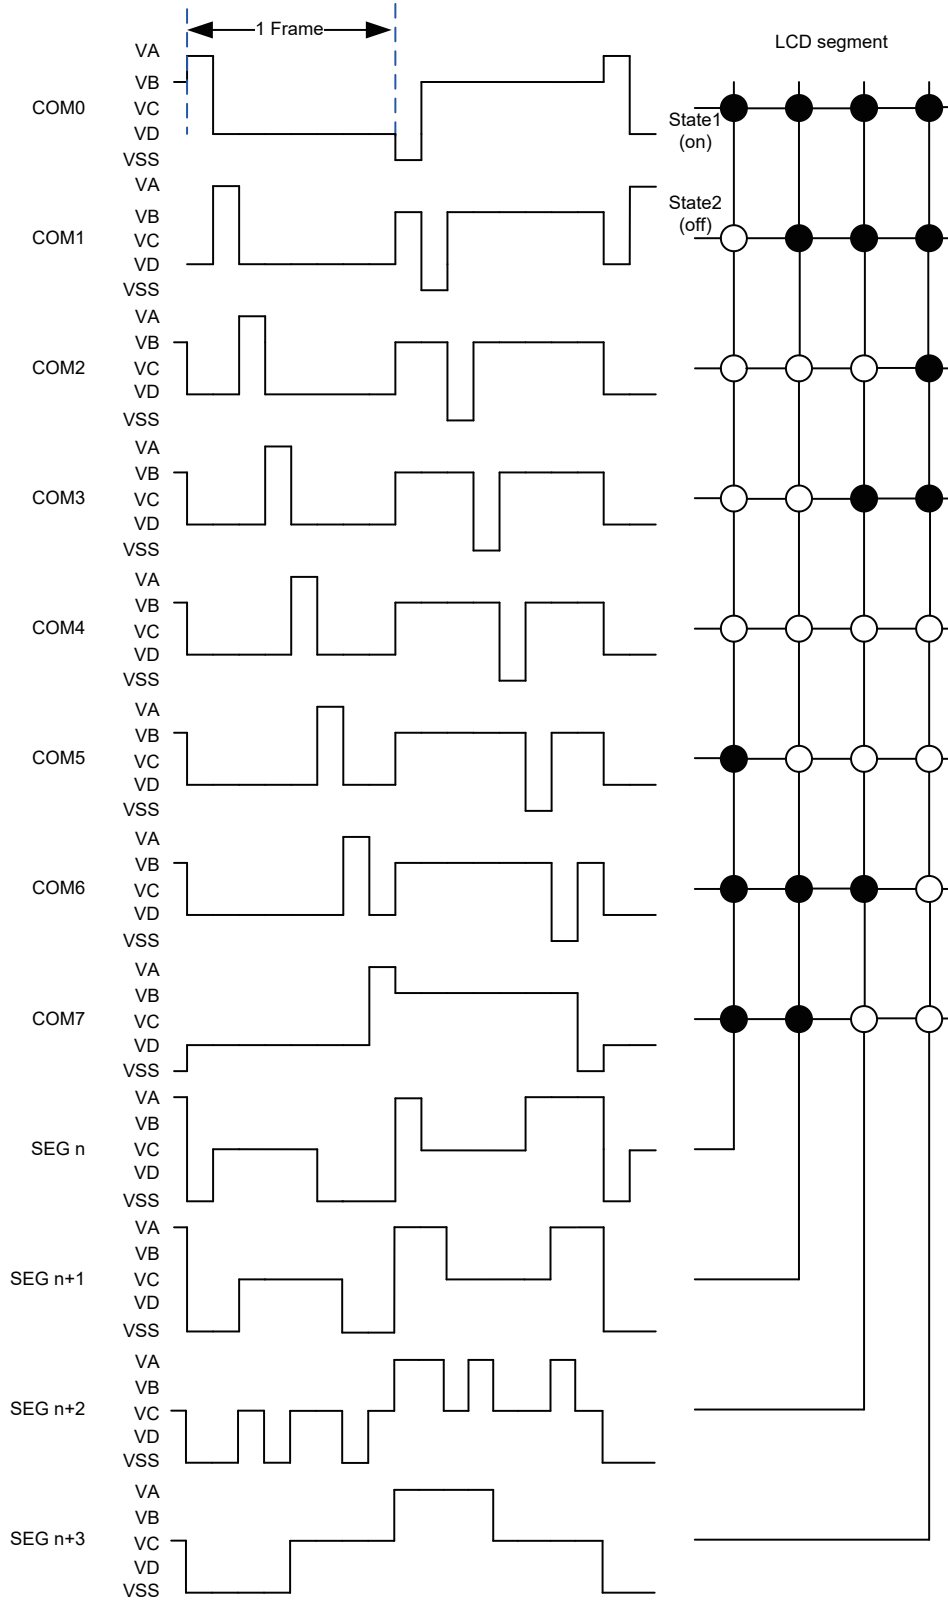 1 Frame
LCD segment
VA
VB
COM0
VC
VD
VSS
State1
(on)
VA
VB
COM1
VC
VD
VSS
State2
(off)
VA
VB
COM2
VC
VD
VSS
VA
VB
COM3
VC
VD
VSS
VA
VB
COM4
VC
VD
VSS
VA
VB
COM5
VC
VD
VSS
VA
VB
COM6
VC
VD
VSS
VA
VB
COM7
VC
VD
VSS
VA
VB
SEG n
VC
VD
VSS
VA
VB
SEG n+1
VC
VD
VSS
VA
VB
SEG n+2
VC
VD
VSS
VA
VB
SEG n+3
VC
VD
VSS